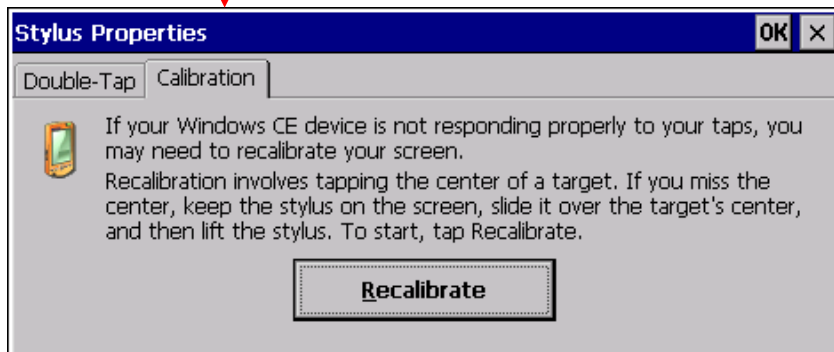 Stylus Properties OK ×
Double-Tap Calibration
If your Windows CE device is not responding properly to your taps, you
may need to recalibrate your screen.
Recalibration involves tapping the center of a target. If you miss the
center, keep the stylus on the screen, slide it over the target's center,
and then lift the stylus. To start, tap Recalibrate.
Recalibrate